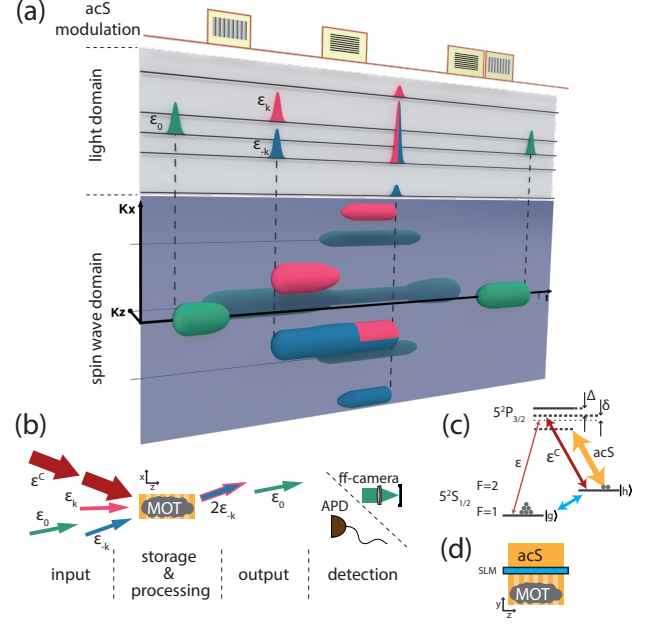 (a)
acS
modulation
light domain
ε₀
εₖ
ε₋ₖ
Kx
Kz
t
spin wave domain
(b)
εᶜ
εₖ
ε₀
ε₋ₖ
x
z
MOT
2ε₋ₖ
ε₀
ff-camera
APD
input
storage
&
processing
output
detection
(c)
Δ
δ
5²P₃/₂
ε
εᶜ
acS
F=2
5²S₁/₂
F=1
|g⟩
|h⟩
(d)
acS
SLM
MOT
y
z